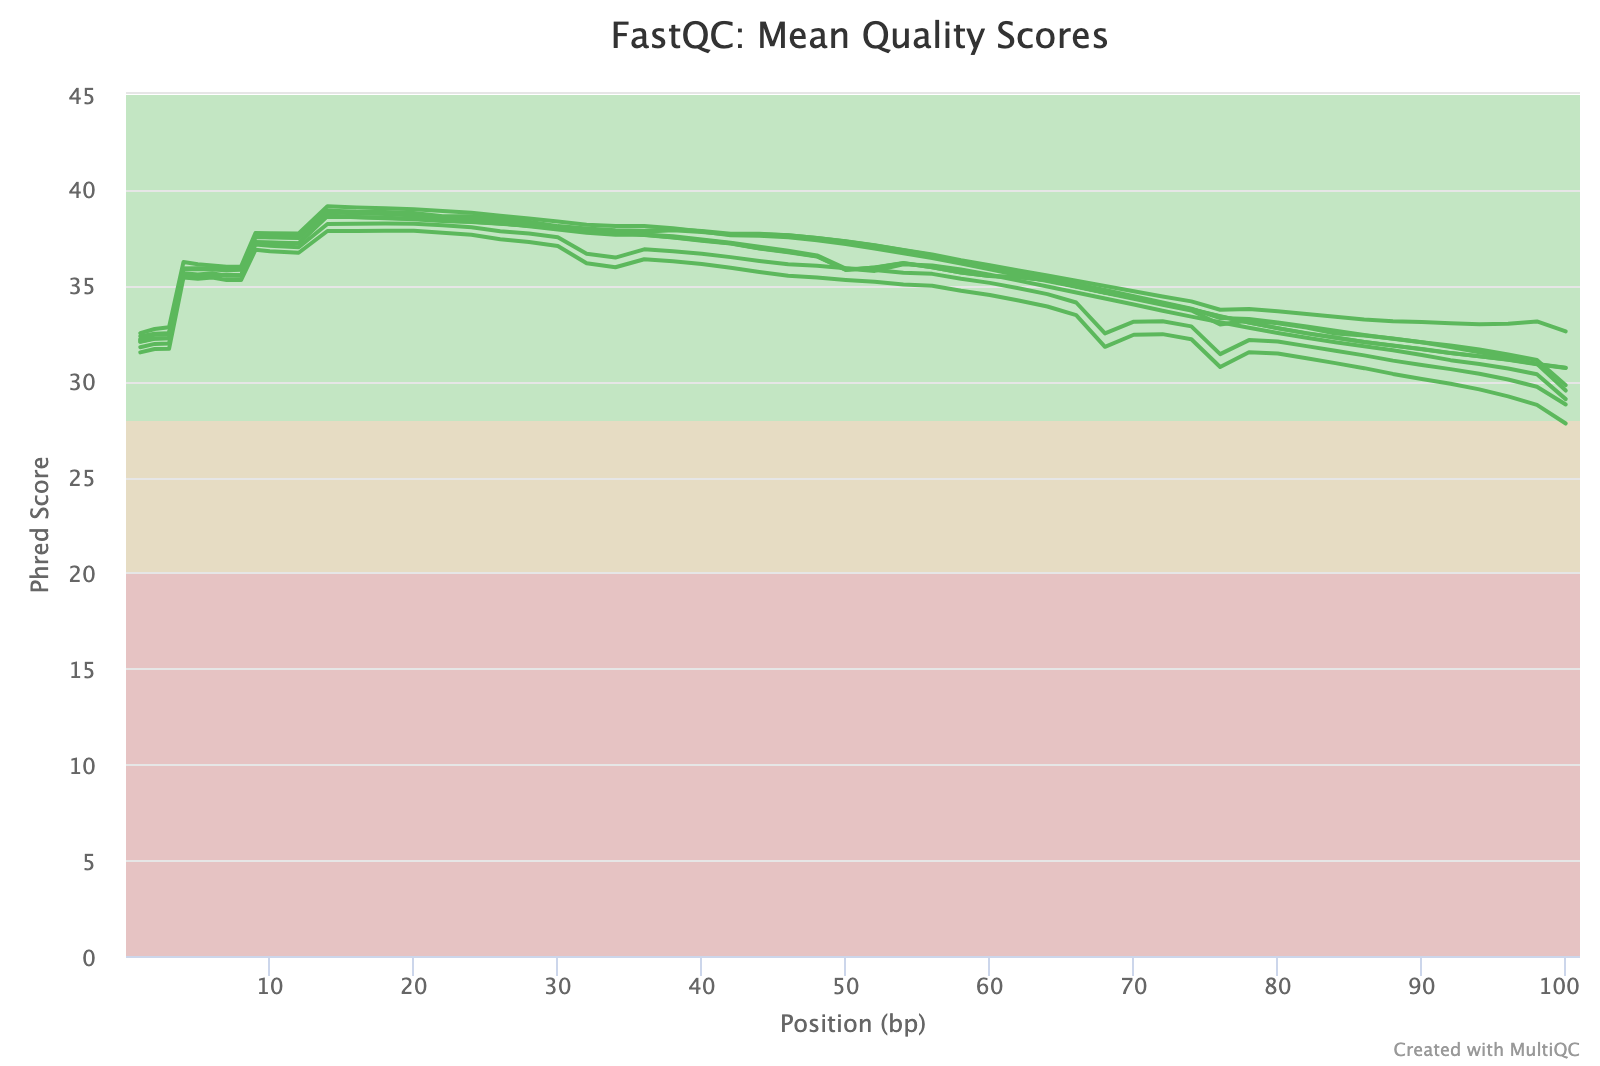 FastQC: Mean Quality Scores
45
40
35
30
25
20
15
10
5
0
Phred Score
10 20 30 40 50 60 70 80 90 100
Position (bp)
Created with MultiQC